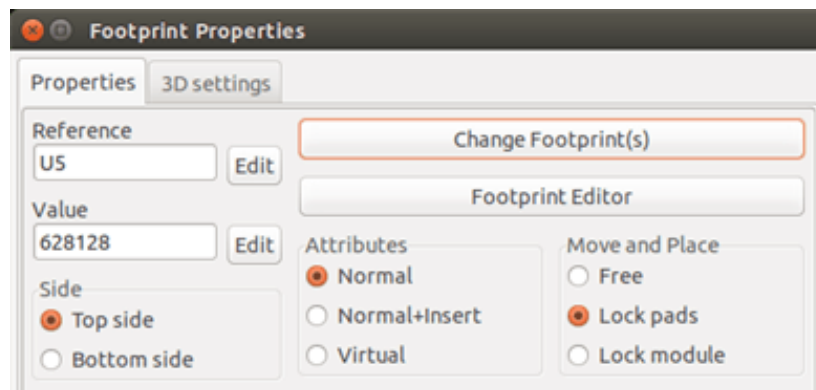 Footprint Properties
Properties
3D settings
Reference
U5
Edit
Value
628128
Edit
Side
Top side
Bottom side
Change Footprint(s)
Footprint Editor
Attributes
Normal
Normal+Insert
Virtual
Move and Place
Free
Lock pads
Lock module